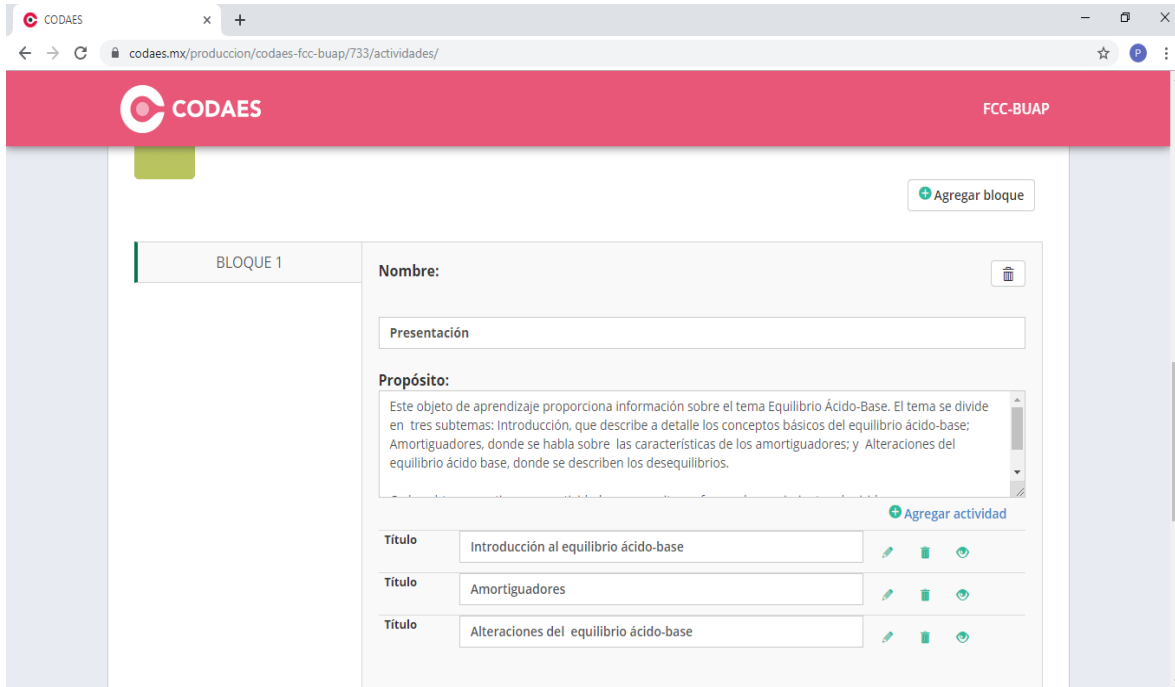 CODAES
codaes.mx/produccion/codaes-fcc-buap/733/actividades/
P
CODAES
FCC-BUAP
Agregar bloque
BLOQUE 1
Nombre:
Presentación
Propósito:
Este objeto de aprendizaje proporciona información sobre el tema Equilibrio Ácido-Base. El tema se divide
en tres subtemas: Introducción, que describe a detalle los conceptos básicos del equilibrio ácido-base;
Amortiguadores, donde se habla sobre las características de los amortiguadores; y Alteraciones del
equilibrio ácido base, donde se describen los desequilibrios.
Agregar actividad
Título
Introducción al equilibrio ácido-base
Título
Amortiguadores
Título
Alteraciones del equilibrio ácido-base